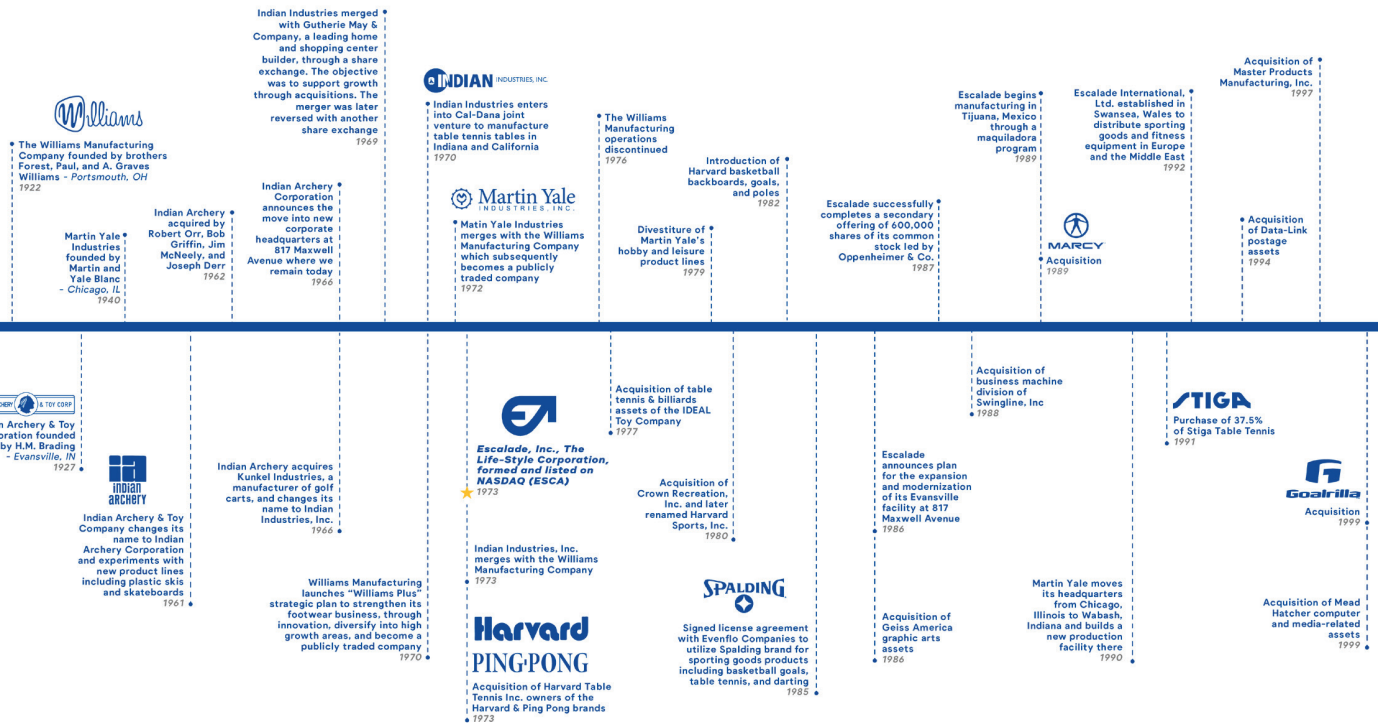 Williams
The Williams Manufacturing
Company founded by brothers
Forest, Paul, and A. Graves
Williams - Portsmouth, OH
1922
Martin Yale
Industries
founded by
Martin and
Yale Blanc
- Chicago, IL
1940
Indian Archery
acquired by
Robert Orr, Bob
Griffin, Jim
McNeely, and
Joseph Derr
1962
Indian Industries merged
with Gutherie May &
Company, a leading home
and shopping center
builder, through a share
exchange. The objective
was to support growth
through acquisitions. The
merger was later
reversed with another
share exchange
1969
Indian Archery
Corporation
announces the
move into new
corporate
headquarters at
817 Maxwell
Avenue where we
remain today
1966
INDIAN INDUSTRIES, INC.
Indian Industries enters
into Cal-Dana joint
venture to manufacture
table tennis tables in
Indiana and California
1970
Martin Yale
INDUSTRIES, INC.
Matin Yale Industries
merges with the Williams
Manufacturing Company
which subsequently
becomes a publicly
traded company
1972
The Williams
Manufacturing
operations
discontinued
1976
Divestiture of
Martin Yale's
hobby and leisure
product lines
1979
Introduction of
Harvard basketball
backboards, goals,
and poles
1982
Escalade successfully
completes a secondary
offering of 600,000
shares of its common
stock led by
Oppenheimer & Co.
1987
Escalade begins
manufacturing in
Tijuana, Mexico
through a
maquiladora
program
1989
MARCY
Acquisition
1989
Escalade International,
Ltd. established in
Swansea, Wales to
distribute sporting
goods and fitness
equipment in Europe
and the Middle East
1992
Acquisition
of Data-Link
postage
assets
1994
Acquisition of
Master Products
Manufacturing, Inc.
1997
CHERY & TOY CORP
n Archery & Toy
oration founded
by H.M. Brading
- Evansville, IN
1927
ia
indian
archery
Indian Archery & Toy
Company changes its
name to Indian
Archery Corporation
and experiments with
new product lines
including plastic skis
and skateboards
1961
Indian Archery acquires
Kunkel Industries, a
manufacturer of golf
carts, and changes its
name to Indian
Industries, Inc.
1966
Williams Manufacturing
launches "Williams Plus"
strategic plan to strengthen its
footwear business, through
innovation, diversify into high
growth areas, and become a
publicly traded company
1970
Escalade, Inc., The
Life-Style Corporation,
formed and listed on
NASDAQ (ESCA)
1973
Indian Industries, Inc.
merges with the Williams
Manufacturing Company
1973
Harvard
PING-PONG
Acquisition of Harvard Table
Tennis Inc. owners of the
Harvard & Ping Pong brands
1973
Acquisition of table
tennis & billiards
assets of the IDEAL
Toy Company
1977
Acquisition of
Crown Recreation,
Inc. and later
renamed Harvard
Sports, Inc.
1980
SPALDING
Signed license agreement
with Evenflo Companies to
utilize Spalding brand for
sporting goods products
including basketball goals,
table tennis, and darting
1985
Escalade
announces plan
for the expansion
and modernization
of its Evansville
facility at 817
Maxwell Avenue
1986
Acquisition of
Geiss America
graphic arts
assets
1986
Acquisition of
business machine
division of
Swingline, Inc
1988
Martin Yale moves
its headquarters
from Chicago,
Illinois to Wabash,
Indiana and builds a
new production
facility there
1990
STIGA
Purchase of 37.5%
of Stiga Table Tennis
1991
Goalrilla
Acquisition
1999
Acquisition of Mead
Hatcher computer
and media-related
assets
1999